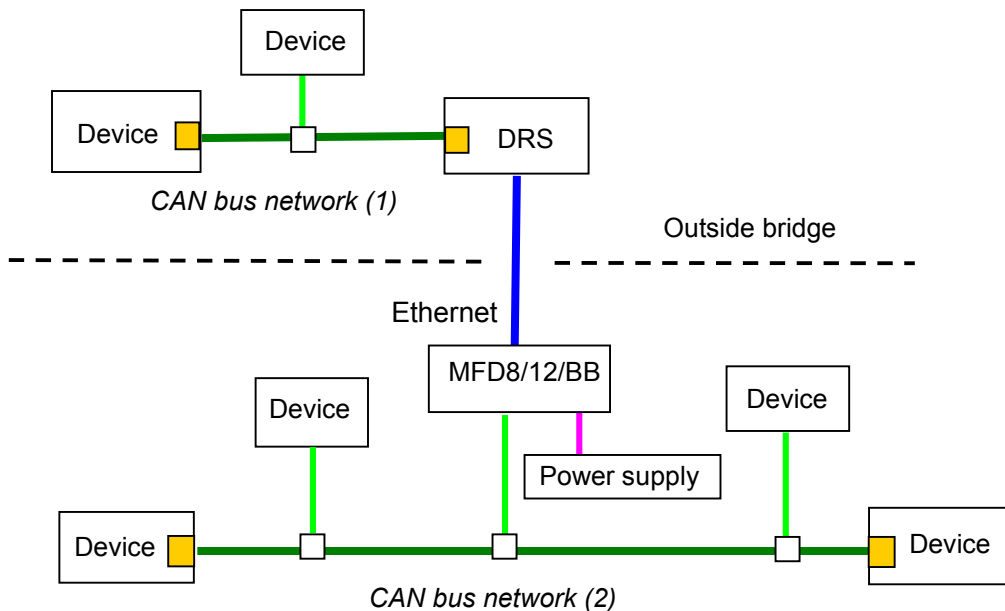 Device
Device
DRS
CAN bus network (1)
Outside bridge
Ethernet
MFD8/12/BB
Device
Device
Power supply
Device
Device
CAN bus network (2)